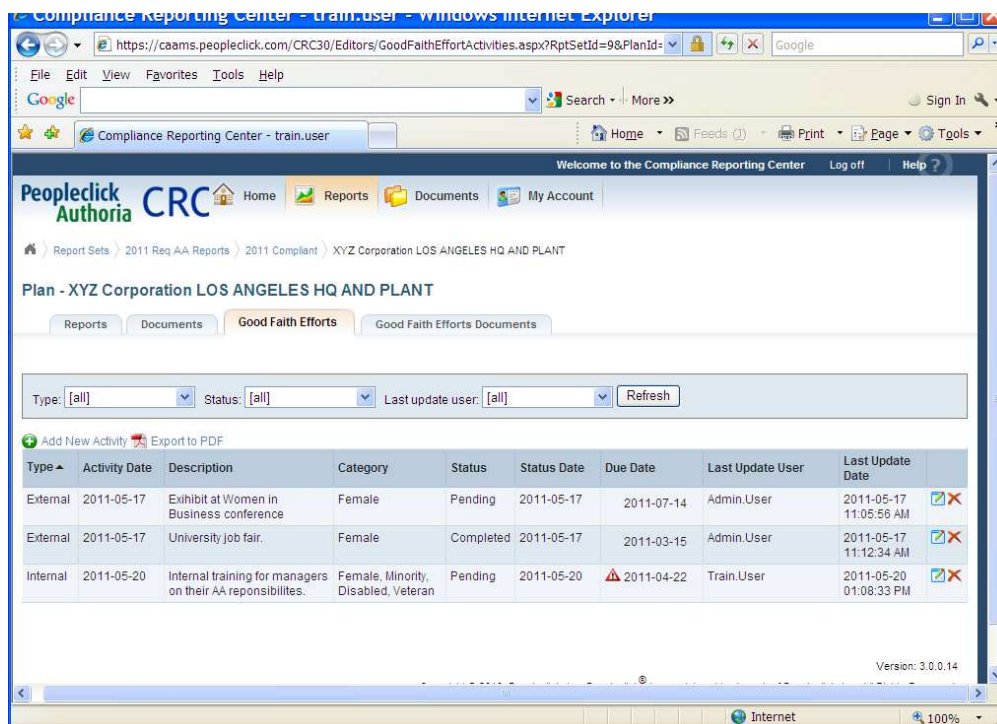 Compliance Reporting Center - train.user - Windows Internet Explorer
https://caams.peopleclick.com/CRC30/Editors/GoodFaithEffortActivities.aspx?RptSetId=9&PlanId=
Google
File Edit View Favorites Tools Help
Google Search More >> Sign In
Compliance Reporting Center - train.user Home Feeds (J) Print Page Tools
Welcome to the Compliance Reporting Center Log off | Help ?
Peopleclick Authoria CRC Home Reports Documents My Account
Report Sets 2011 Req AA Reports 2011 Compliant XYZ Corporation LOS ANGELES HQ AND PLANT
Plan - XYZ Corporation LOS ANGELES HQ AND PLANT
Reports Documents Good Faith Efforts Good Faith Efforts Documents
Type: [all] Status: [all] Last update user: [all] Refresh
Add New Activity Export to PDF
Type Activity Date Description Category Status Status Date Due Date Last Update User Last Update Date
External 2011-05-17 Exihibit at Women in Business conference Female Pending 2011-05-17 2011-07-14 Admin.User 2011-05-17 11:05:56 AM
External 2011-05-17 University job fair. Female Completed 2011-05-17 2011-03-15 Admin.User 2011-05-17 11:12:34 AM
Internal 2011-05-20 Internal training for managers on their AA reponsibilites. Female, Minority, Disabled, Veteran Pending 2011-05-20 2011-04-22 Train.User 2011-05-20 01:08:33 PM
Version: 3.0.0.14
Internet 100%